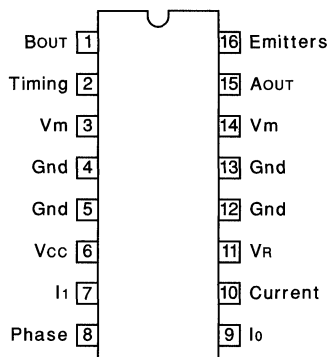 BOUT 1 16 Emitters
Timing 2 15 AOUT
Vm 3 14 Vm
Gnd 4 13 Gnd
Gnd 5 12 Gnd
Vcc 6 11 VR
I1 7 10 Current
Phase 8 9 I0